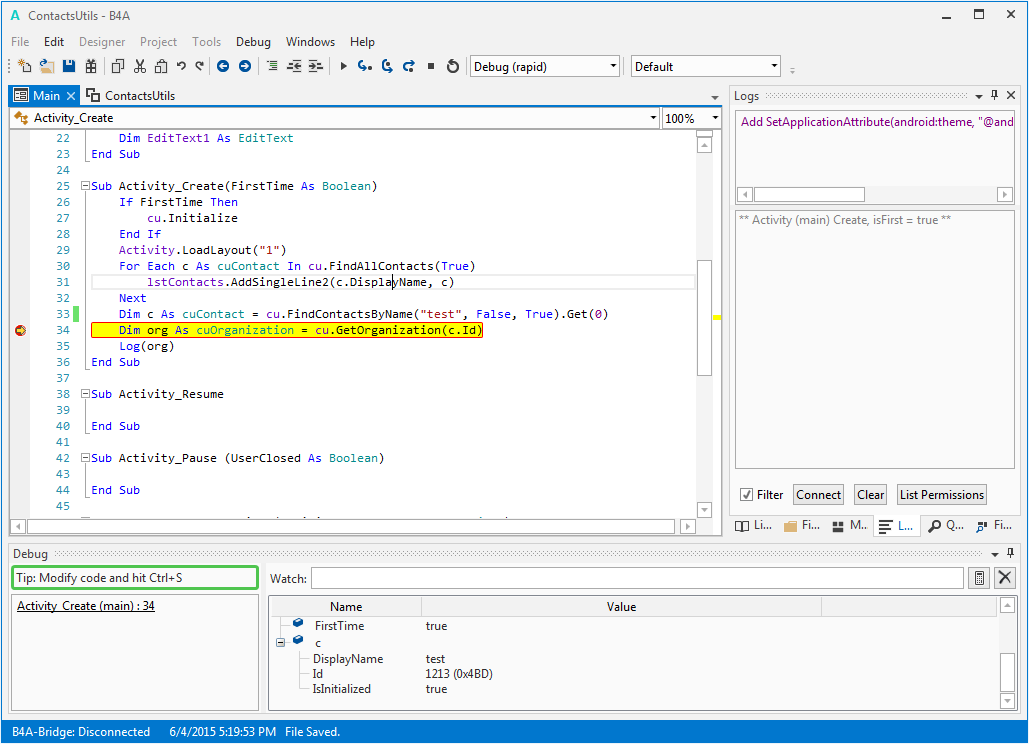 A ContactsUtils - B4A
File Edit Designer Project Tools Debug Windows Help
Debug (rapid) Default
Main ContactsUtils
Activity_Create 100%
22 Dim EditText1 As EditText
23 End Sub
24
25 Sub Activity_Create(FirstTime As Boolean)
26 If FirstTime Then
27 cu.Initialize
28 End If
29 Activity.LoadLayout("1")
30 For Each c As cuContact In cu.FindAllContacts(True)
31 lstContacts.AddSingleLine2(c.DisplayName, c)
32 Next
33 Dim c As cuContact = cu.FindContactsByName("test", False, True).Get(0)
34 Dim org As cuOrganization = cu.GetOrganization(c.Id)
35 Log(org)
36 End Sub
37
38 Sub Activity_Resume
39
40 End Sub
41
42 Sub Activity_Pause (UserClosed As Boolean)
43
44 End Sub
45
Logs
Add SetApplicationAttribute(android:theme, "@and
** Activity (main) Create, isFirst = true **
Filter Connect Clear List Permissions
Li... Fi... M... L... Q... Fi...
Debug
Tip: Modify code and hit Ctrl+S
Activity_Create (main) : 34
Watch:
Name Value
FirstTime true
c
DisplayName test
Id 1213 (0x4BD)
IsInitialized true
B4A-Bridge: Disconnected 6/4/2015 5:19:53 PM File Saved.